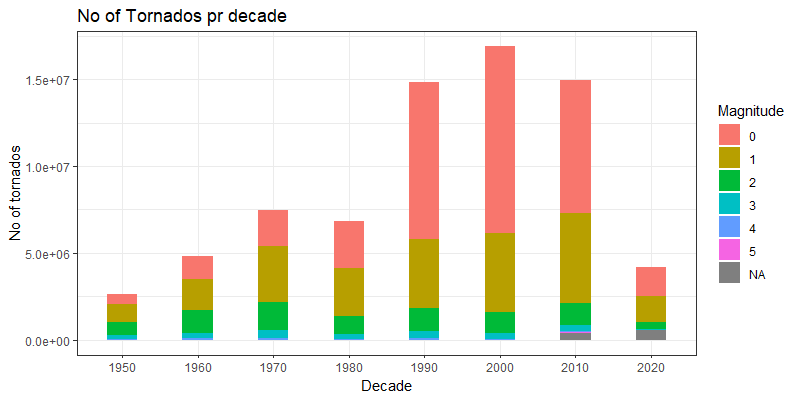 No of Tornados pr decade
No of tornados
1.5e+07
1.0e+07
5.0e+06
0.0e+00
1950 1960 1970 1980 1990 2000 2010 2020
Decade
Magnitude
0
1
2
3
4
5
NA